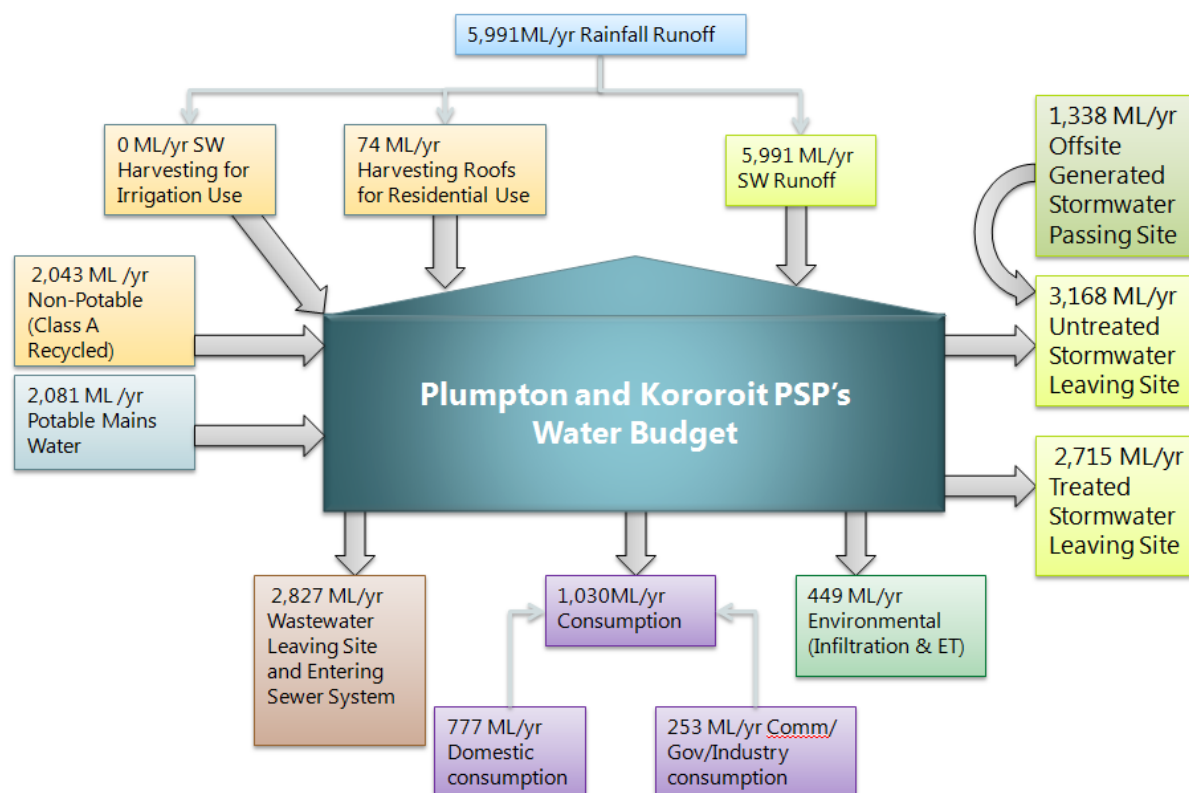 5,991ML/yr Rainfall Runoff
0 ML/yr SW
Harvesting for
Irrigation Use
74 ML/yr
Harvesting Roofs
for Residential Use
5,991 ML/yr
SW Runoff
1,338 ML/yr
Offsite
Generated
Stormwater
Passing Site
2,043 ML /yr
Non-Potable
(Class A
Recycled)
2,081 ML /yr
Potable Mains
Water
Plumpton and Kororoit PSP's
Water Budget
3,168 ML/yr
Untreated
Stormwater
Leaving Site
2,715 ML/yr
Treated
Stormwater
Leaving Site
2,827 ML/yr
Wastewater
Leaving Site
and Entering
Sewer System
1,030ML/yr
Consumption
449 ML/yr
Environmental
(Infiltration & ET)
777 ML/yr
Domestic
consumption
253 ML/yr Comm/
Gov/Industry
consumption